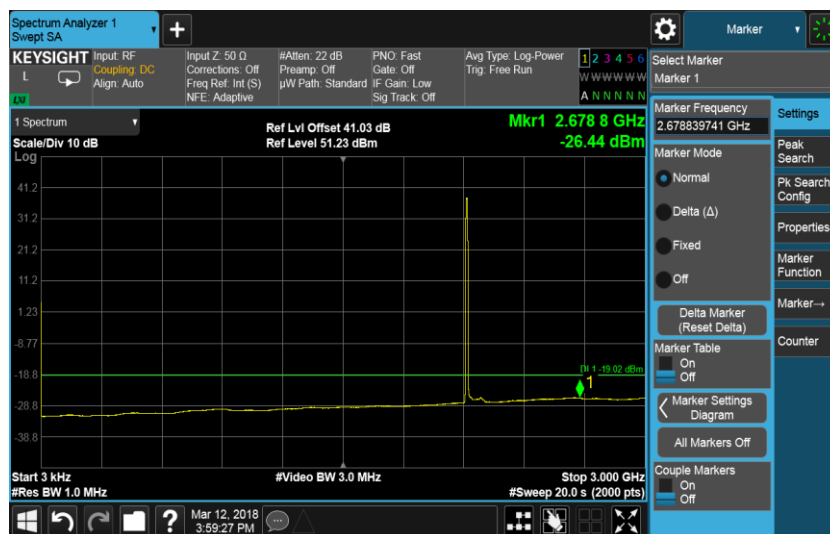 Spectrum Analyzer 1
Swept SA
+
Marker
KEYSIGHT
L
LXI
Input: RF
Coupling: DC
Align: Auto
Input Z: 50 Ω
Corrections: Off
Freq Ref: Int (S)
NFE: Adaptive
#Atten: 22 dB
Preamp: Off
µW Path: Standard
PNO: Fast
Gate: Off
IF Gain: Low
Sig Track: Off
Avg Type: Log-Power
Trig: Free Run
1 2 3 4 5 6
W W W W W W
A N N N N N
Select Marker
Marker 1
1 Spectrum
Scale/Div 10 dB
Log
Ref Lvl Offset 41.03 dB
Ref Level 51.23 dBm
Mkr1 2.678 8 GHz
-26.44 dBm
41.2
31.2
21.2
11.2
1.23
-8.77
-18.8
-28.8
-38.8
DL1 -19.02 dBm
1
Start 3 kHz
#Res BW 1.0 MHz
#Video BW 3.0 MHz
Stop 3.000 GHz
#Sweep 20.0 s (2000 pts)
Marker Frequency
2.678839741 GHz
Marker Mode
Normal
Delta (Δ)
Fixed
Off
Delta Marker
(Reset Delta)
Marker Table
On
Off
Marker Settings
Diagram
All Markers Off
Couple Markers
On
Off
Settings
Peak
Search
Pk Search
Config
Properties
Marker
Function
Marker→
Counter
?
Mar 12, 2018
3:59:27 PM